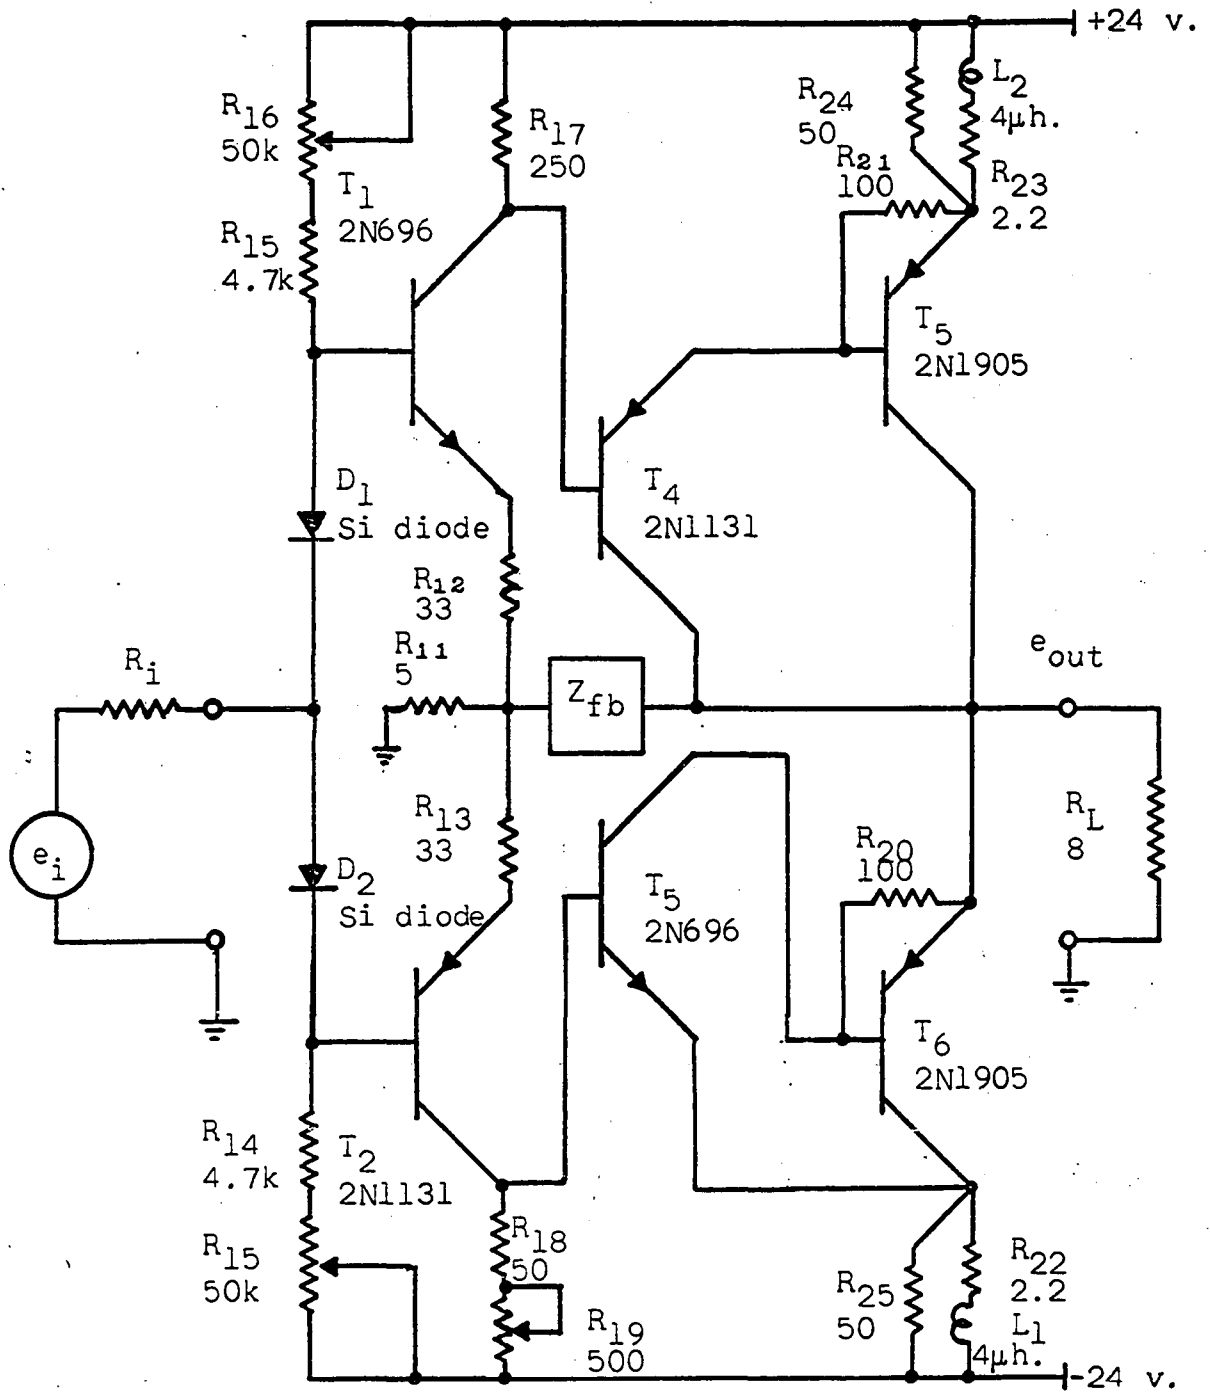 +24 v.
R16
50k
R17
250
R24
50
L2
4μh.
R21
100
R23
2.2
T1
2N696
R15
4.7k
T5
2N1905
D1
Si diode
T4
2N1131
R12
33
R11
5
Ri
Zfb
eout
R13
33
RL
8
ei
D2
Si diode
T5
2N696
R20
100
T6
2N1905
R14
4.7k
T2
2N1131
R15
50k
R18
50
R19
500
R25
50
R22
2.2
L1
4μh.
-24 v.